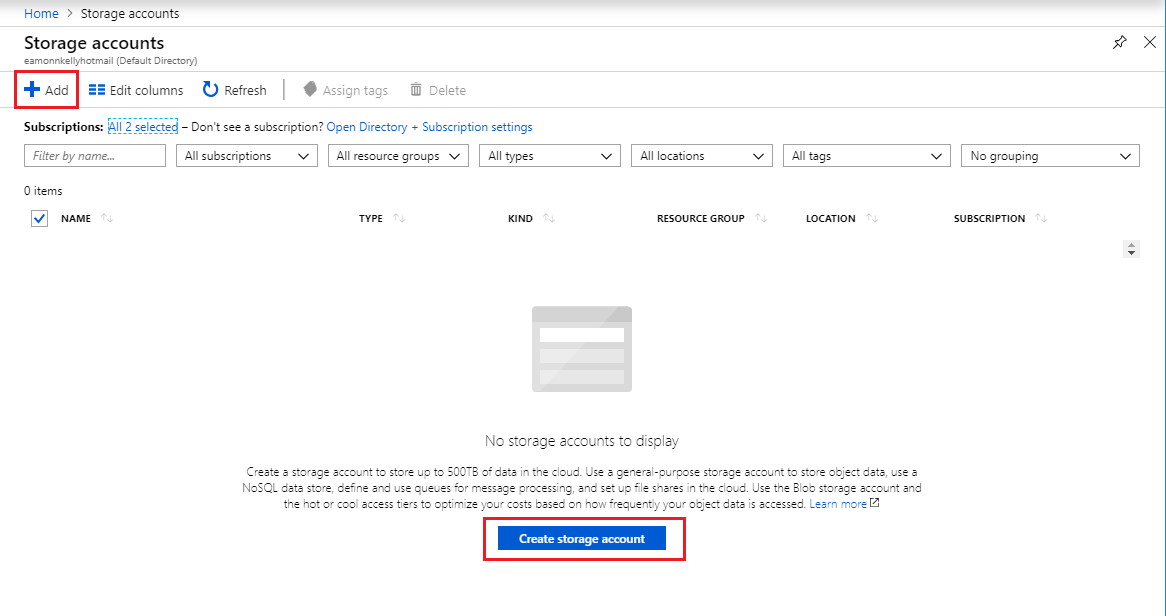 Home > Storage accounts
Storage accounts
eamonnkellyhotmail (Default Directory)
Add Edit columns Refresh Assign tags Delete
Subscriptions: All 2 selected – Don't see a subscription? Open Directory + Subscription settings
Filter by name... All subscriptions All resource groups All types All locations All tags No grouping
0 items
NAME TYPE KIND RESOURCE GROUP LOCATION SUBSCRIPTION
No storage accounts to display
Create a storage account to store up to 500TB of data in the cloud. Use a general-purpose storage account to store object data, use a
NoSQL data store, define and use queues for message processing, and set up file shares in the cloud. Use the Blob storage account and
the hot or cool access tiers to optimize your costs based on how frequently your object data is accessed. Learn more
Create storage account